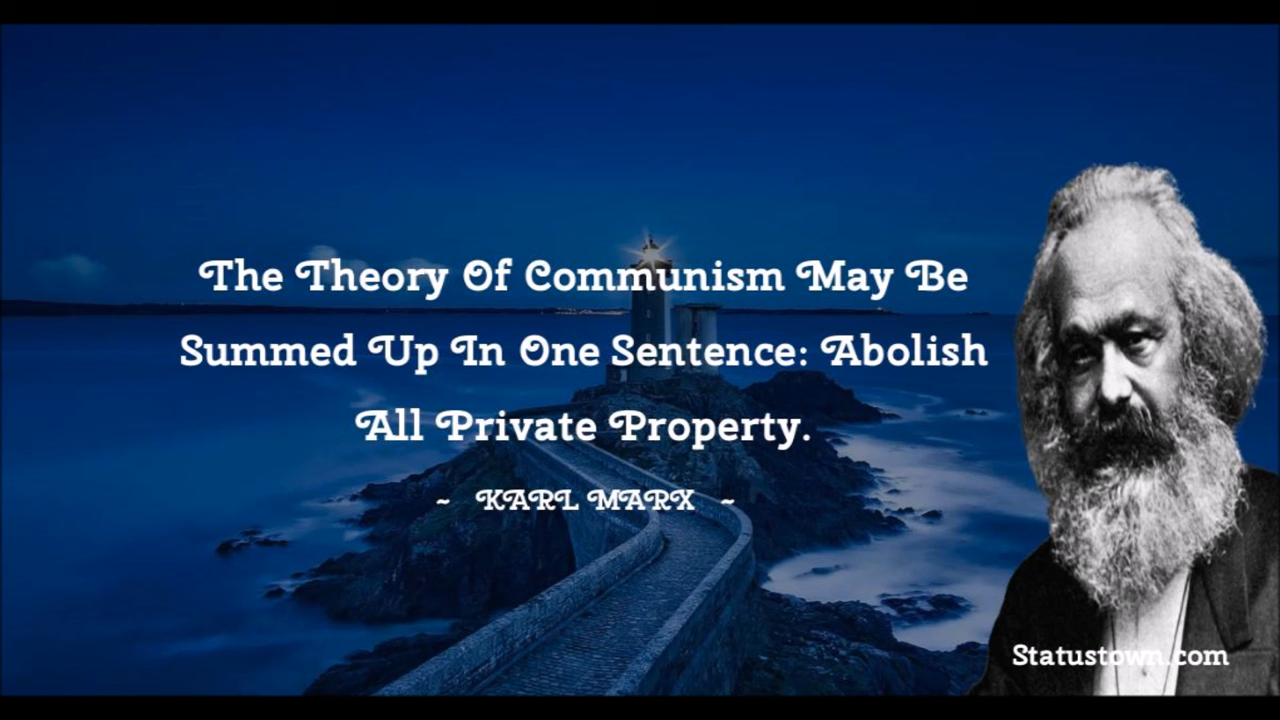 The Theory Of Communism May Be
Summed Up In One Sentence: Abolish
All Private Property.
~ KARL MARX ~
Statustown.com